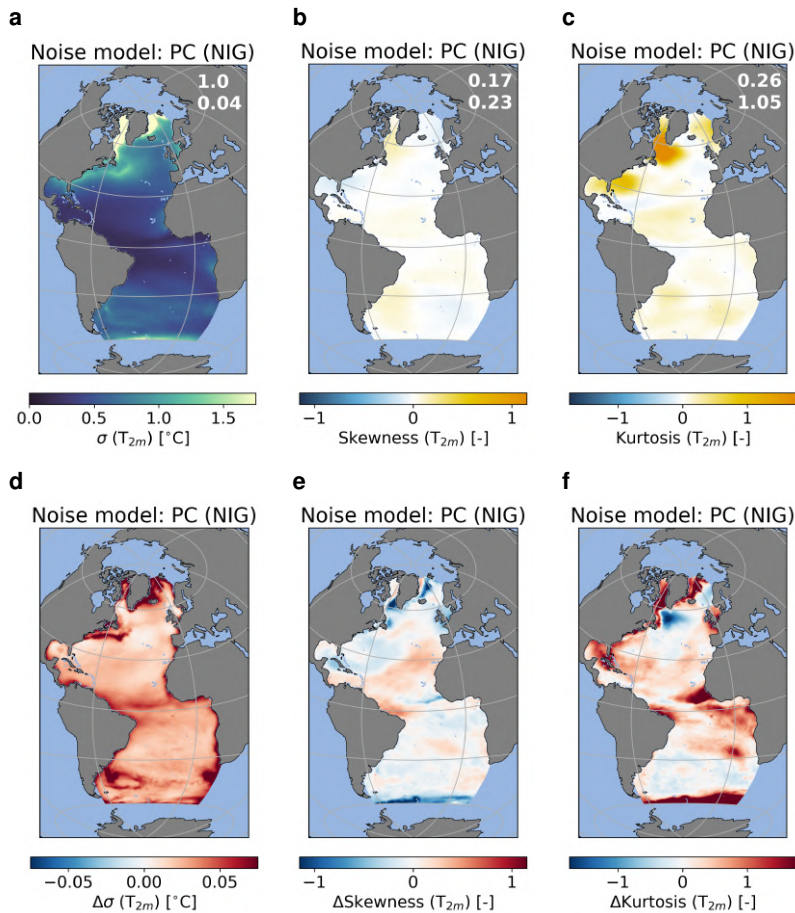 a
b
c
Noise model: PC (NIG)
Noise model: PC (NIG)
Noise model: PC (NIG)
1.0
0.04
0.17
0.23
0.26
1.05
0.0 0.5 1.0 1.5
−1 0 1
−1 0 1
σ (T2m) [°C]
Skewness (T2m) [-]
Kurtosis (T2m) [-]
d
e
f
Noise model: PC (NIG)
Noise model: PC (NIG)
Noise model: PC (NIG)
−0.05 0.00 0.05
−1 0 1
−1 0 1
Δσ (T2m) [°C]
ΔSkewness (T2m) [-]
ΔKurtosis (T2m) [-]